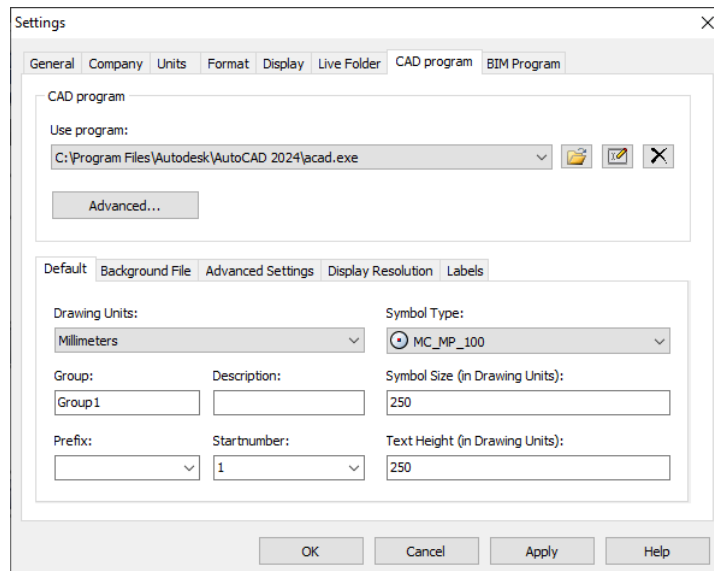 Settings
General Company Units Format Display Live Folder CAD program BIM Program
CAD program
Use program:
C:\Program Files\Autodesk\AutoCAD 2024\acad.exe
Advanced...
Default Background File Advanced Settings Display Resolution Labels
Drawing Units: Symbol Type:
Millimeters MC_MP_100
Group: Description: Symbol Size (in Drawing Units):
Group1 250
Prefix: Startnumber: Text Height (in Drawing Units):
1 250
OK Cancel Apply Help